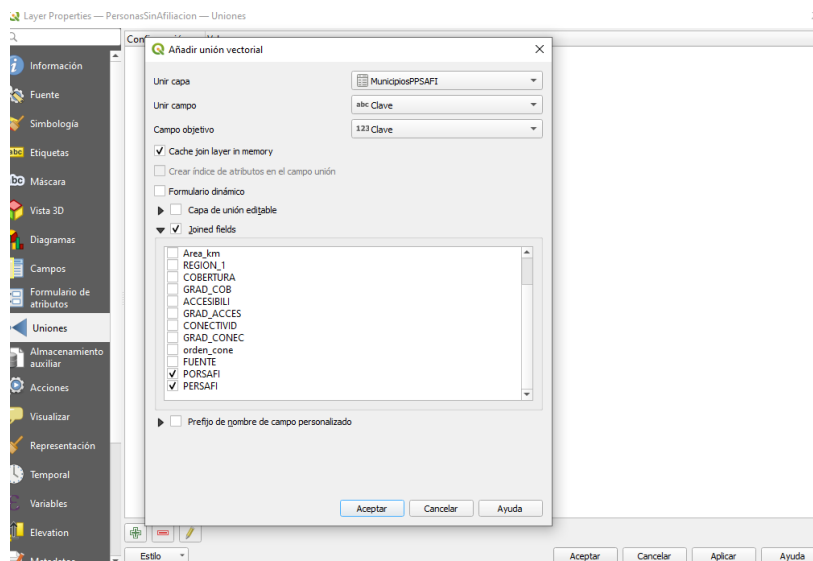 Layer Properties — PersonasSinAfiliacion — Uniones
Información
Fuente
Simbología
abc Etiquetas
abc Máscara
Vista 3D
Diagramas
Campos
Formulario de
atributos
Uniones
Almacenamiento
auxiliar
Acciones
Visualizar
Representación
Temporal
Variables
Elevation
Metadatos
Añadir unión vectorial
Unir capa
MunicipiosPPSAFI
Unir campo
abc Clave
Campo objetivo
123 Clave
Cache join layer in memory
Crear índice de atributos en el campo unión
Formulario dinámico
Capa de unión editable
Joined fields
Area_km
REGION_1
COBERTURA
GRAD_COB
ACCESIBILI
GRAD_ACCES
CONECTIVID
GRAD_CONEC
orden_cone
FUENTE
PORSAFI
PERSAFI
Prefijo de nombre de campo personalizado
Aceptar
Cancelar
Ayuda
Estilo
Aceptar
Cancelar
Aplicar
Ayuda